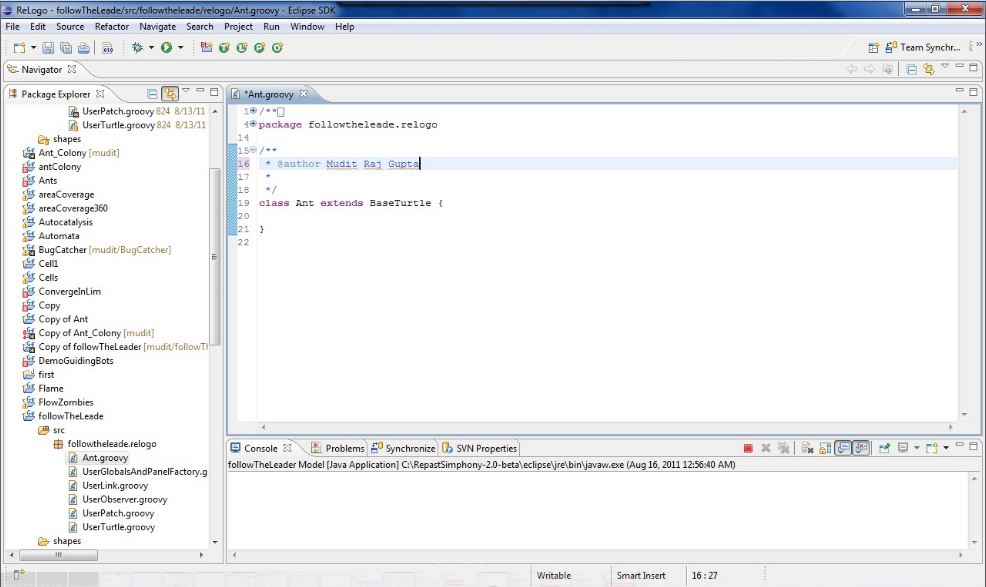 ReLogo - followTheLeade/src/followtheleade/relogo/Ant.groovy - Eclipse SDK
File Edit Source Refactor Navigate Search Project Run Window Help
Team Synchr...
Navigator
Package Explorer
UserPatch.groovy 824 8/13/11
UserTurtle.groovy 824 8/13/11
shapes
Ant_Colony [mudit]
antColony
Ants
areaCoverage
areaCoverage360
Autocatalysis
Automata
BugCatcher [mudit/BugCatcher]
Cell1
Cells
ConvergeInLim
Copy
Copy of Ant
Copy of Ant_Colony [mudit]
Copy of followTheLeader [mudit/followTh
DemoGuidingBots
first
Flame
FlowZombies
followTheLeade
src
followtheleade.relogo
Ant.groovy
UserGlobalsAndPanelFactory.g
UserLink.groovy
UserObserver.groovy
UserPatch.groovy
UserTurtle.groovy
shapes
*Ant.groovy
1 /**
4 package followtheleade.relogo
14
15 /**
16 * @author Mudit Raj Gupta
17 *
18 */
19 class Ant extends BaseTurtle {
20
21 }
22
Console Problems Synchronize SVN Properties
followTheLeader Model [Java Application] C:\RepastSimphony-2.0-beta\eclipse\jre\bin\javaw.exe (Aug 16, 2011 12:56:40 AM)
Writable Smart Insert 16 : 27